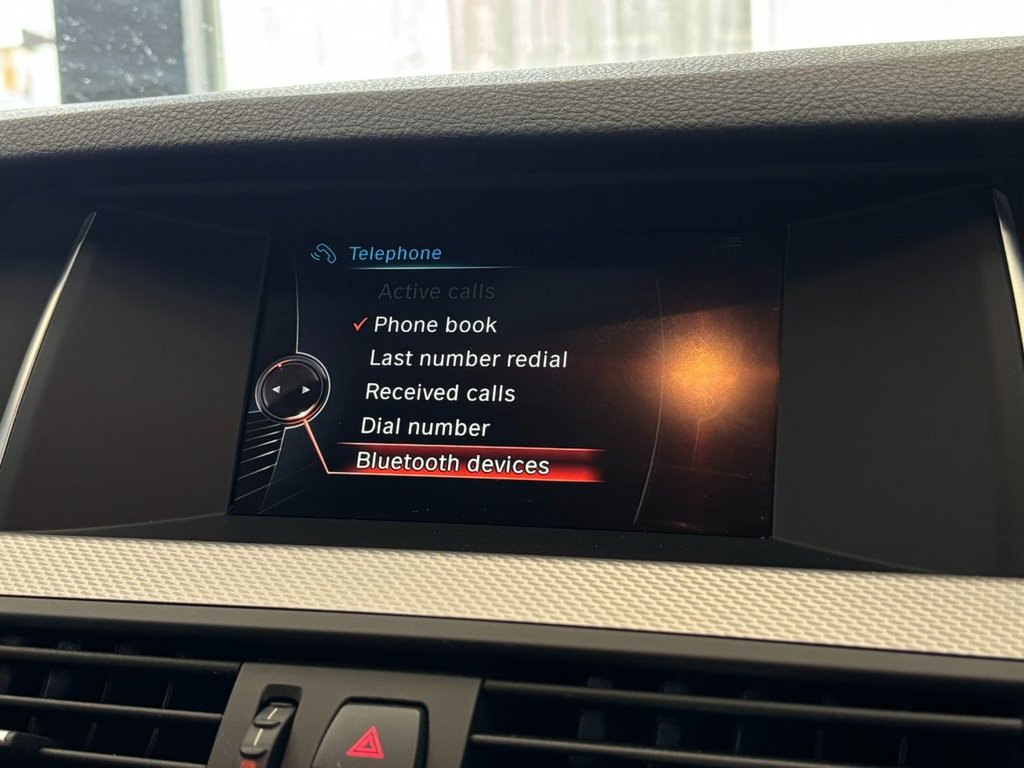 Telephone
Active calls
Phone book
Last number redial
Received calls
Dial number
Bluetooth devices